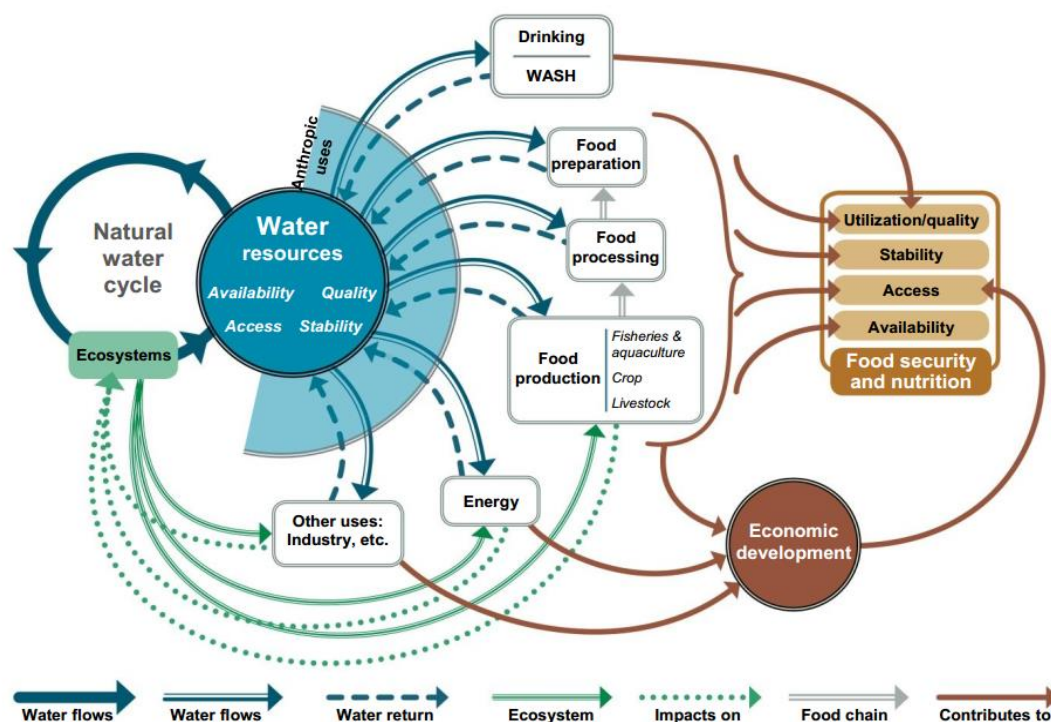 Drinking
WASH
Anthropic
uses
Food
preparation
Natural
water
cycle
Water
resources
Availability Quality
Access Stability
Food
processing
Utilization/quality
Stability
Access
Availability
Food security
and nutrition
Ecosystems
Food
production
Fisheries &
aquaculture
Crop
Livestock
Energy
Other uses:
Industry, etc.
Economic
development
Water flows
Water flows
Water return
Ecosystem
Impacts on
Food chain
Contributes to